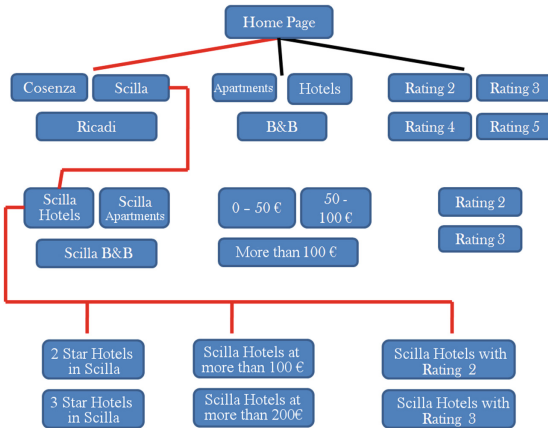 Home Page
Cosenza
Scilla
Ricadi
Apartments
Hotels
B&B
Rating 2
Rating 3
Rating 4
Rating 5
Scilla
Hotels
Scilla
Apartments
Scilla B&B
0 – 50 €
50 -
100 €
More than 100 €
Rating 2
Rating 3
2 Star Hotels
in Scilla
3 Star Hotels
in Scilla
Scilla Hotels at
more than 100 €
Scilla Hotels at
more than 200€
Scilla Hotels with
Rating 2
Scilla Hotels with
Rating 3